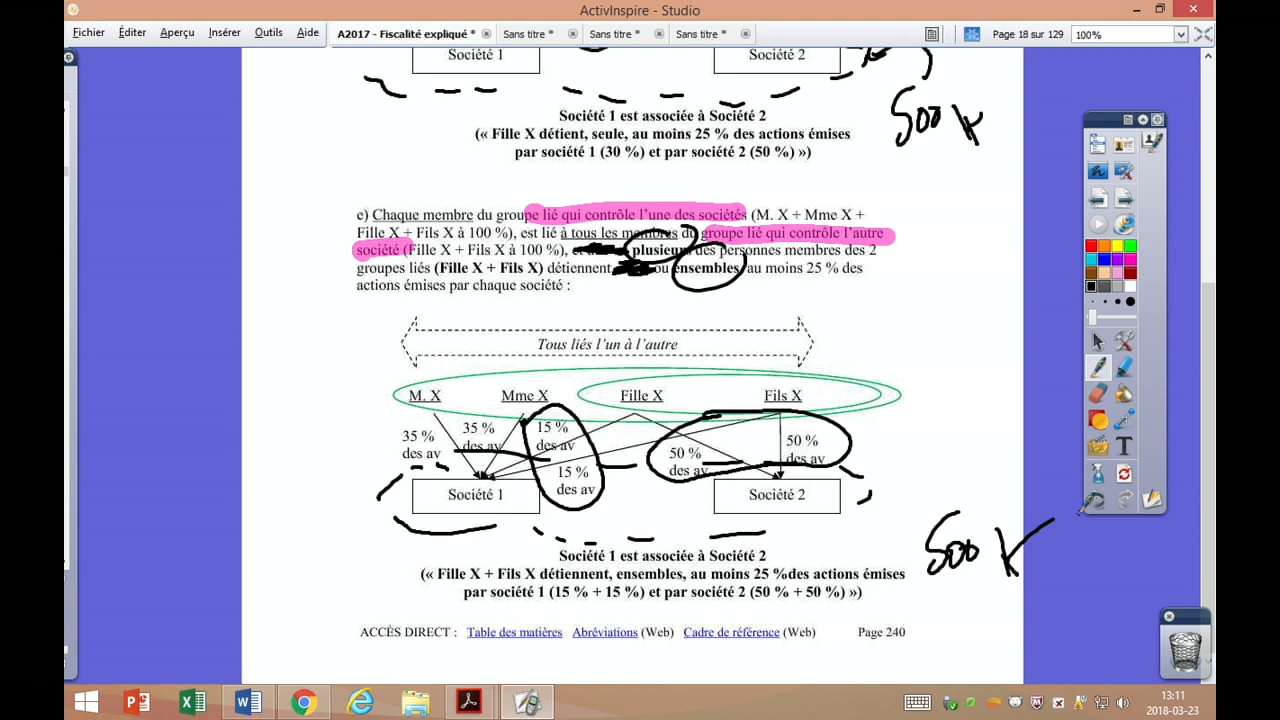 ActivInspire - Studio
Fichier Éditer Aperçu Insérer Outils Aide A2017 - Fiscalité expliqué * Sans titre * Sans titre * Sans titre * Page 18 sur 129 100%
Société 1 Société 2
500 K
Société 1 est associée à Société 2
(« Fille X détient, seule, au moins 25 % des actions émises
par société 1 (30 %) et par société 2 (50 %) »)
e) Chaque membre du groupe lié qui contrôle l'une des sociétés (M. X + Mme X +
Fille X + Fils X à 100 %), est lié à tous les membres du groupe lié qui contrôle l'autre
société (Fille X + Fils X à 100 %), et plusieurs des personnes membres des 2
groupes liés (Fille X + Fils X) détiennent ou ensembles, au moins 25 % des
actions émises par chaque société :
Tous liés l'un à l'autre
M. X Mme X Fille X Fils X
35 % des av
35 % des av
15 % des av
15 % des av
50 % des av
50 % des av
Société 1 Société 2
500 K
Société 1 est associée à Société 2
(« Fille X + Fils X détiennent, ensembles, au moins 25 %des actions émises
par société 1 (15 % + 15 %) et par société 2 (50 % + 50 %) »)
ACCÈS DIRECT : Table des matières Abréviations (Web) Cadre de référence (Web) Page 240
13:11
2018-03-23